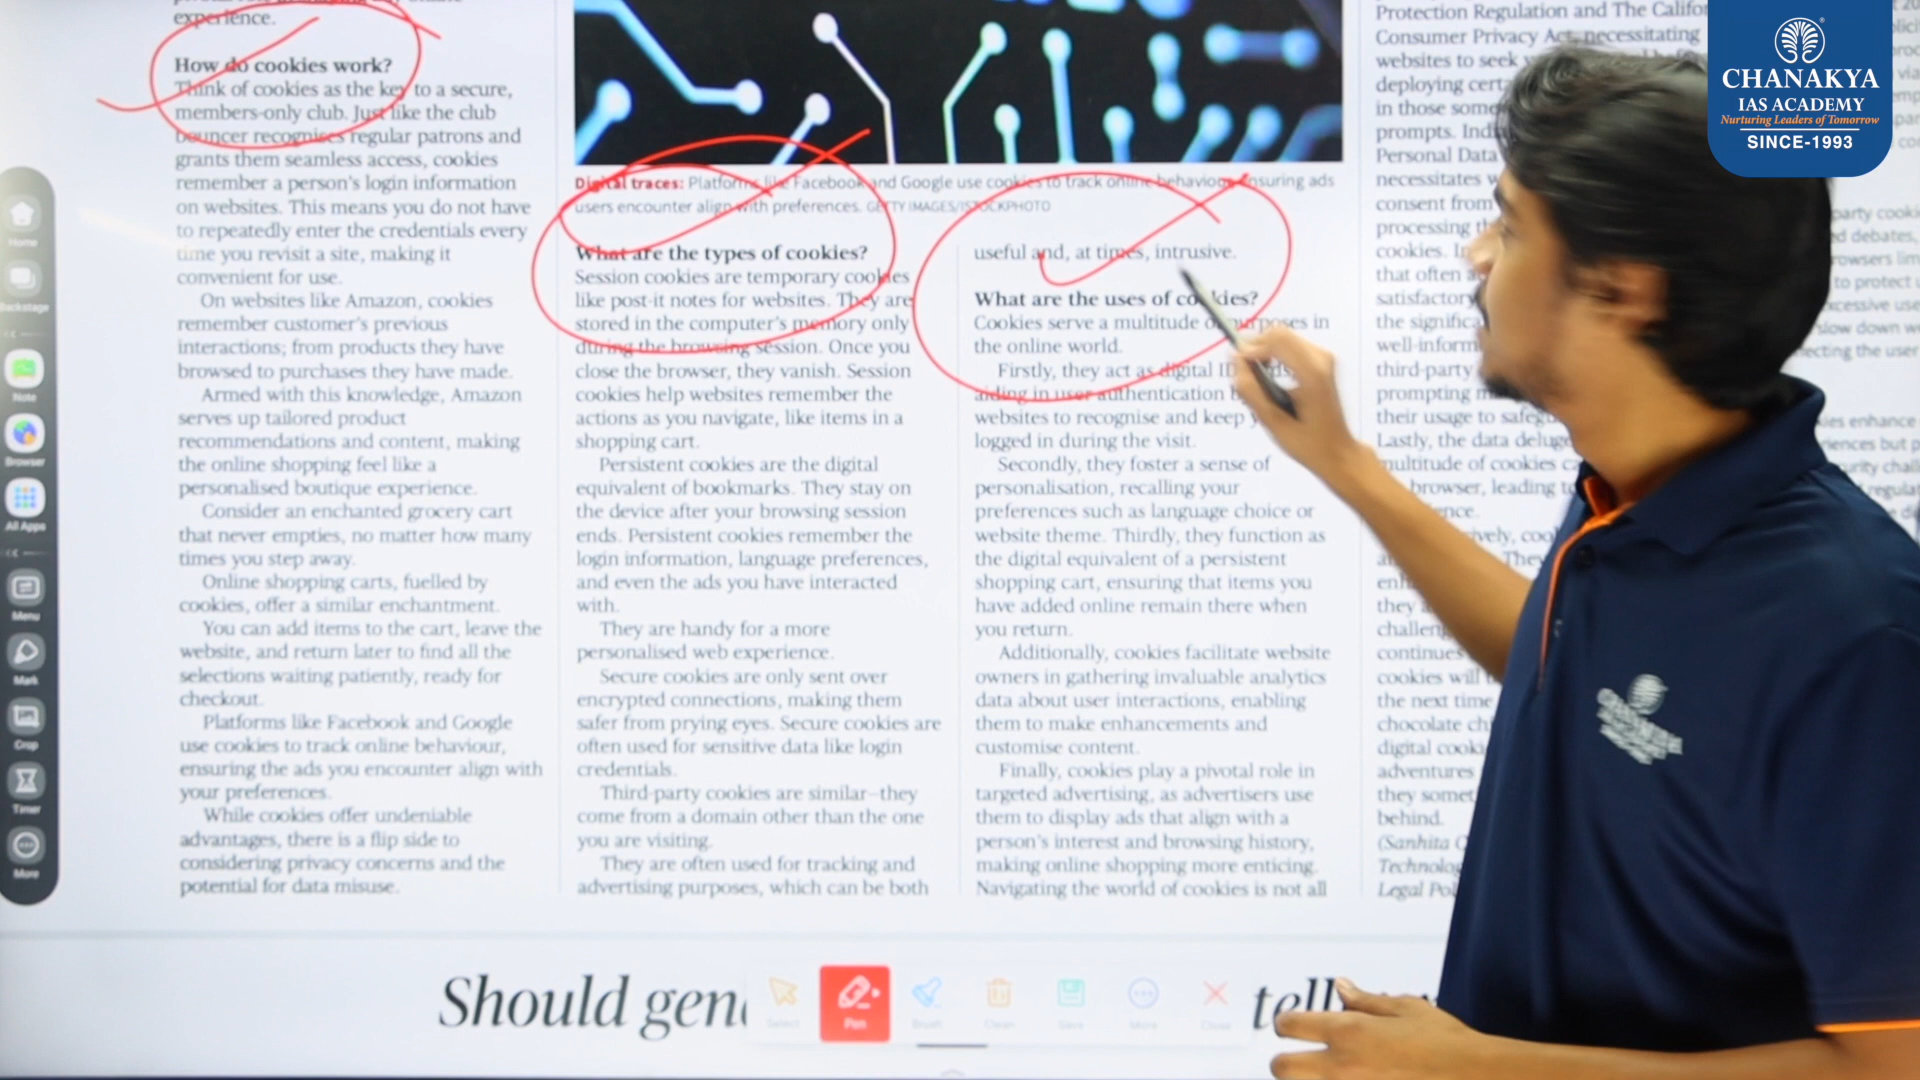 experience.
How do cookies work?
Think of cookies as the key to a secure,
members-only club. Just like the club
bouncer recognises regular patrons and
grants them seamless access, cookies
remember a person's login information
on websites. This means you do not have
to repeatedly enter the credentials every
time you revisit a site, making it
convenient for use.
On websites like Amazon, cookies
remember customer's previous
interactions; from products they have
browsed to purchases they have made.
Armed with this knowledge, Amazon
serves up tailored product
recommendations and content, making
the online shopping feel like a
personalised boutique experience.
Consider an enchanted grocery cart
that never empties, no matter how many
times you step away.
Online shopping carts, fuelled by
cookies, offer a similar enchantment.
You can add items to the cart, leave the
website, and return later to find all the
selections waiting patiently, ready for
checkout.
Platforms like Facebook and Google
use cookies to track online behaviour,
ensuring the ads you encounter align with
your preferences.
While cookies offer undeniable
advantages, there is a flip side to
considering privacy concerns and the
potential for data misuse.
Digital traces: Platforms like Facebook and Google use cookies to track online behaviour, ensuring ads
users encounter align with preferences. GETTY IMAGES/ISTOCKPHOTO
What are the types of cookies?
Session cookies are temporary cookies
like post-it notes for websites. They are
stored in the computer's memory only
during the browsing session. Once you
close the browser, they vanish. Session
cookies help websites remember the
actions as you navigate, like items in a
shopping cart.
Persistent cookies are the digital
equivalent of bookmarks. They stay on
the device after your browsing session
ends. Persistent cookies remember the
login information, language preferences,
and even the ads you have interacted
with.
They are handy for a more
personalised web experience.
Secure cookies are only sent over
encrypted connections, making them
safer from prying eyes. Secure cookies are
often used for sensitive data like login
credentials.
Third-party cookies are similar—they
come from a domain other than the one
you are visiting.
They are often used for tracking and
advertising purposes, which can be both
useful and, at times, intrusive.
What are the uses of cookies?
Cookies serve a multitude of purposes in
the online world.
Firstly, they act as digital ID
aiding in user authentication
websites to recognise and keep
logged in during the visit.
Secondly, they foster a sense of
personalisation, recalling your
preferences such as language choice or
website theme. Thirdly, they function as
the digital equivalent of a persistent
shopping cart, ensuring that items you
have added online remain there when
you return.
Additionally, cookies facilitate website
owners in gathering invaluable analytics
data about user interactions, enabling
them to make enhancements and
customise content.
Finally, cookies play a pivotal role in
targeted advertising, as advertisers use
them to display ads that align with a
person's interest and browsing history,
making online shopping more enticing.
Navigating the world of cookies is not all
Protection Regulation and The
Consumer Privacy Act, necessitating
websites to seek
deploying
in those some
prompts.
Personal Data
necessitates
consent from
processing
cookies.
that often
satisfactory
the
third-party
prompting
their usage to
Lastly, the data deluge
multitude of cookies
browser, leading to
They
they
continues
cookies will
the next time
chocolate
digital
adventures
they
behind.
(Sanhita
Legal
Should tell
Home
Backstage
Note
Browser
All Apps
Menu
Mark
Crop
Timer
More
Select
Pen
Brush
Clean
Save
More
Close
CHANAKYA
IAS ACADEMY
Nurturing Leaders of Tomorrow
SINCE-1993